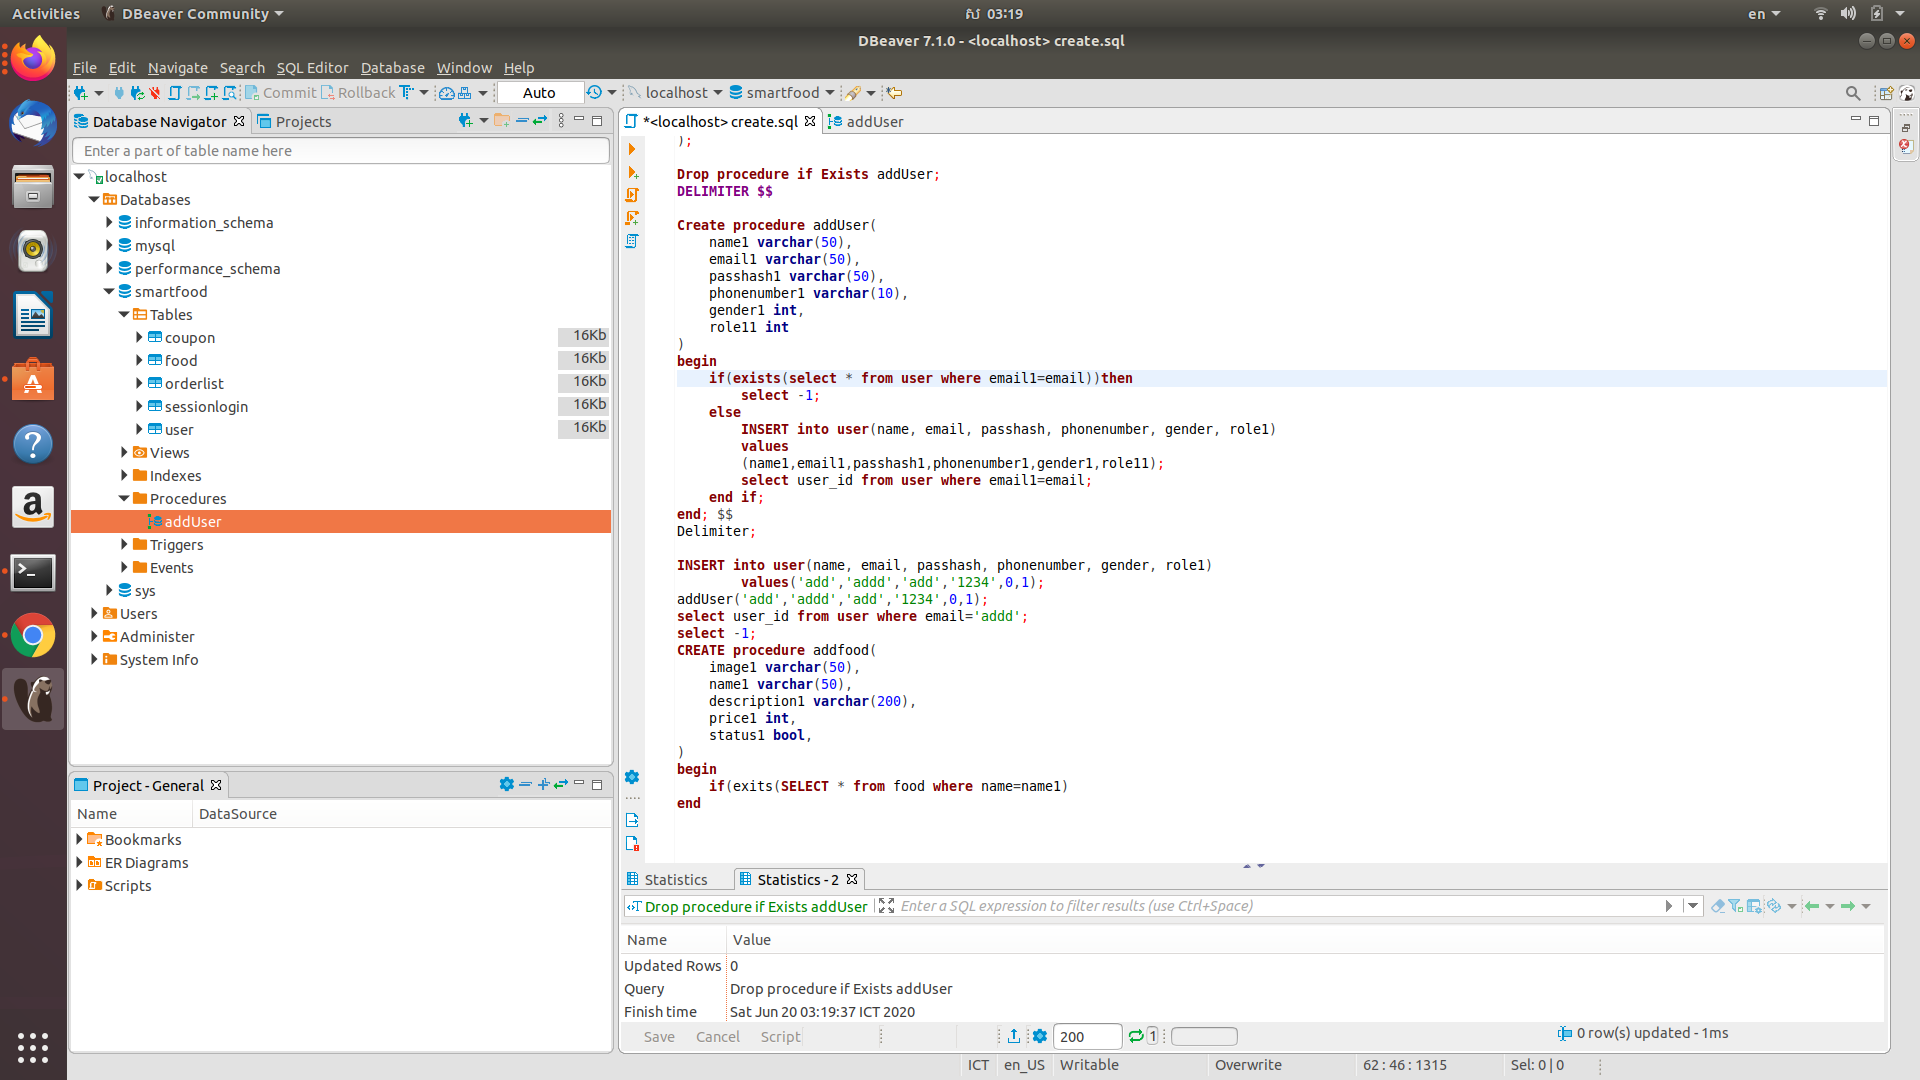 Activities DBeaver Community ស 03:19 en
DBeaver 7.1.0 - <localhost> create.sql
File Edit Navigate Search SQL Editor Database Window Help
Commit Rollback Auto localhost smartfood
Database Navigator Projects
Enter a part of table name here
localhost
Databases
information_schema
mysql
performance_schema
smartfood
Tables
coupon 16Kb
food 16Kb
orderlist 16Kb
sessionlogin 16Kb
user 16Kb
Views
Indexes
Procedures
addUser
Triggers
Events
sys
Users
Administer
System Info
Project - General
Name DataSource
Bookmarks
ER Diagrams
Scripts
*<localhost> create.sql addUser
);
Drop procedure if Exists addUser;
DELIMITER $$
Create procedure addUser(
name1 varchar(50),
email1 varchar(50),
passhash1 varchar(50),
phonenumber1 varchar(10),
gender1 int,
role11 int
)
begin
if(exists(select * from user where email1=email))then
select -1;
else
INSERT into user(name, email, passhash, phonenumber, gender, role1)
values
(name1,email1,passhash1,phonenumber1,gender1,role11);
select user_id from user where email1=email;
end if;
end; $$
Delimiter;
INSERT into user(name, email, passhash, phonenumber, gender, role1)
values('add','addd','add','1234',0,1);
addUser('add','addd','add','1234',0,1);
select user_id from user where email='addd';
select -1;
CREATE procedure addfood(
image1 varchar(50),
name1 varchar(50),
description1 varchar(200),
price1 int,
status1 bool,
)
begin
if(exits(SELECT * from food where name=name1)
end
Statistics Statistics - 2
Drop procedure if Exists addUser Enter a SQL expression to filter results (use Ctrl+Space)
Name Value
Updated Rows 0
Query Drop procedure if Exists addUser
Finish time Sat Jun 20 03:19:37 ICT 2020
Save Cancel Script 200 1 0 row(s) updated - 1ms
ICT en_US Writable Overwrite 62 : 46 : 1315 Sel: 0 | 0